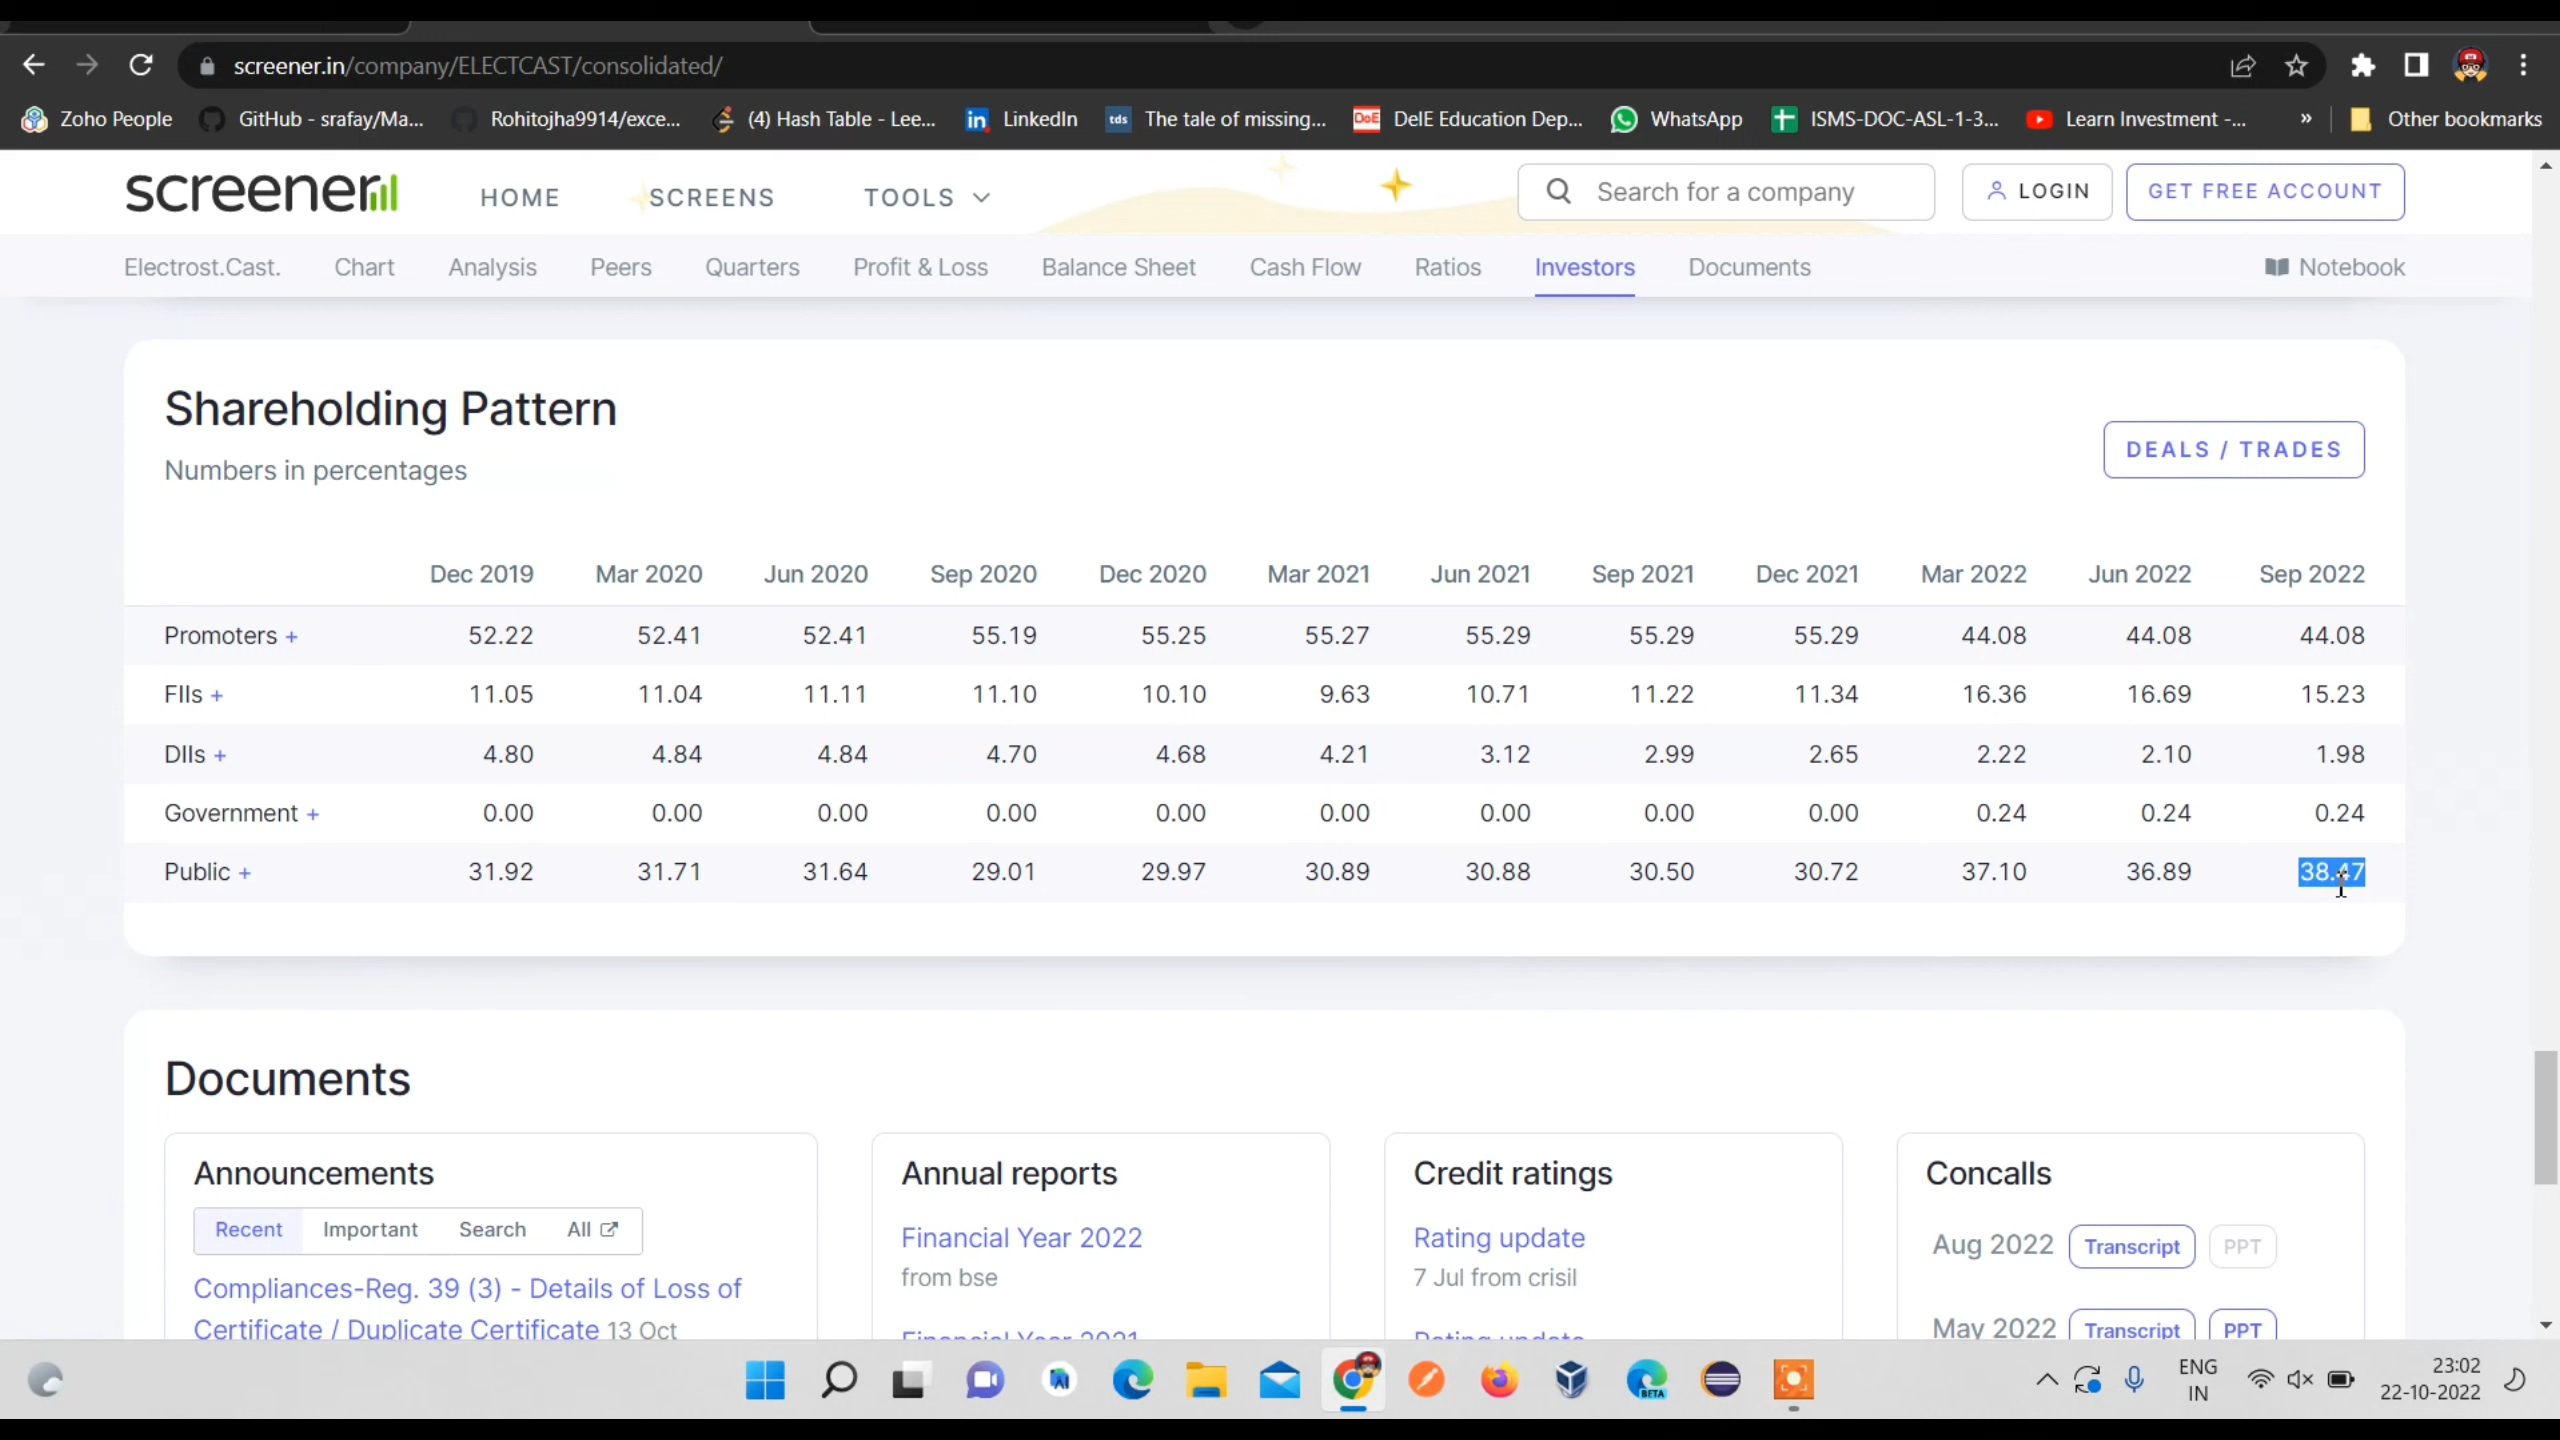 screener.in/company/ELECTCAST/consolidated/
Zoho People GitHub - srafay/Ma... Rohitojha9914/exce... (4) Hash Table - Lee... in LinkedIn tds The tale of missing... DoE DelE Education Dep... WhatsApp ISMS-DOC-ASL-1-3... Learn Investment -... » Other bookmarks
screener HOME SCREENS TOOLS Search for a company LOGIN GET FREE ACCOUNT
Electrost.Cast. Chart Analysis Peers Quarters Profit & Loss Balance Sheet Cash Flow Ratios Investors Documents Notebook
Shareholding Pattern
Numbers in percentages
DEALS / TRADES
Dec 2019 Mar 2020 Jun 2020 Sep 2020 Dec 2020 Mar 2021 Jun 2021 Sep 2021 Dec 2021 Mar 2022 Jun 2022 Sep 2022
Promoters + 52.22 52.41 52.41 55.19 55.25 55.27 55.29 55.29 55.29 44.08 44.08 44.08
FIIs + 11.05 11.04 11.11 11.10 10.10 9.63 10.71 11.22 11.34 16.36 16.69 15.23
DIIs + 4.80 4.84 4.84 4.70 4.68 4.21 3.12 2.99 2.65 2.22 2.10 1.98
Government + 0.00 0.00 0.00 0.00 0.00 0.00 0.00 0.00 0.00 0.24 0.24 0.24
Public + 31.92 31.71 31.64 29.01 29.97 30.89 30.88 30.50 30.72 37.10 36.89 38.47
Documents
Announcements
Recent Important Search All
Compliances-Reg. 39 (3) - Details of Loss of
Certificate / Duplicate Certificate 13 Oct
Annual reports
Financial Year 2022
from bse
Financial Year 2021
Credit ratings
Rating update
7 Jul from crisil
Rating update
Concalls
Aug 2022 Transcript PPT
May 2022 Transcript PPT
BETA
ENG
IN
23:02
22-10-2022